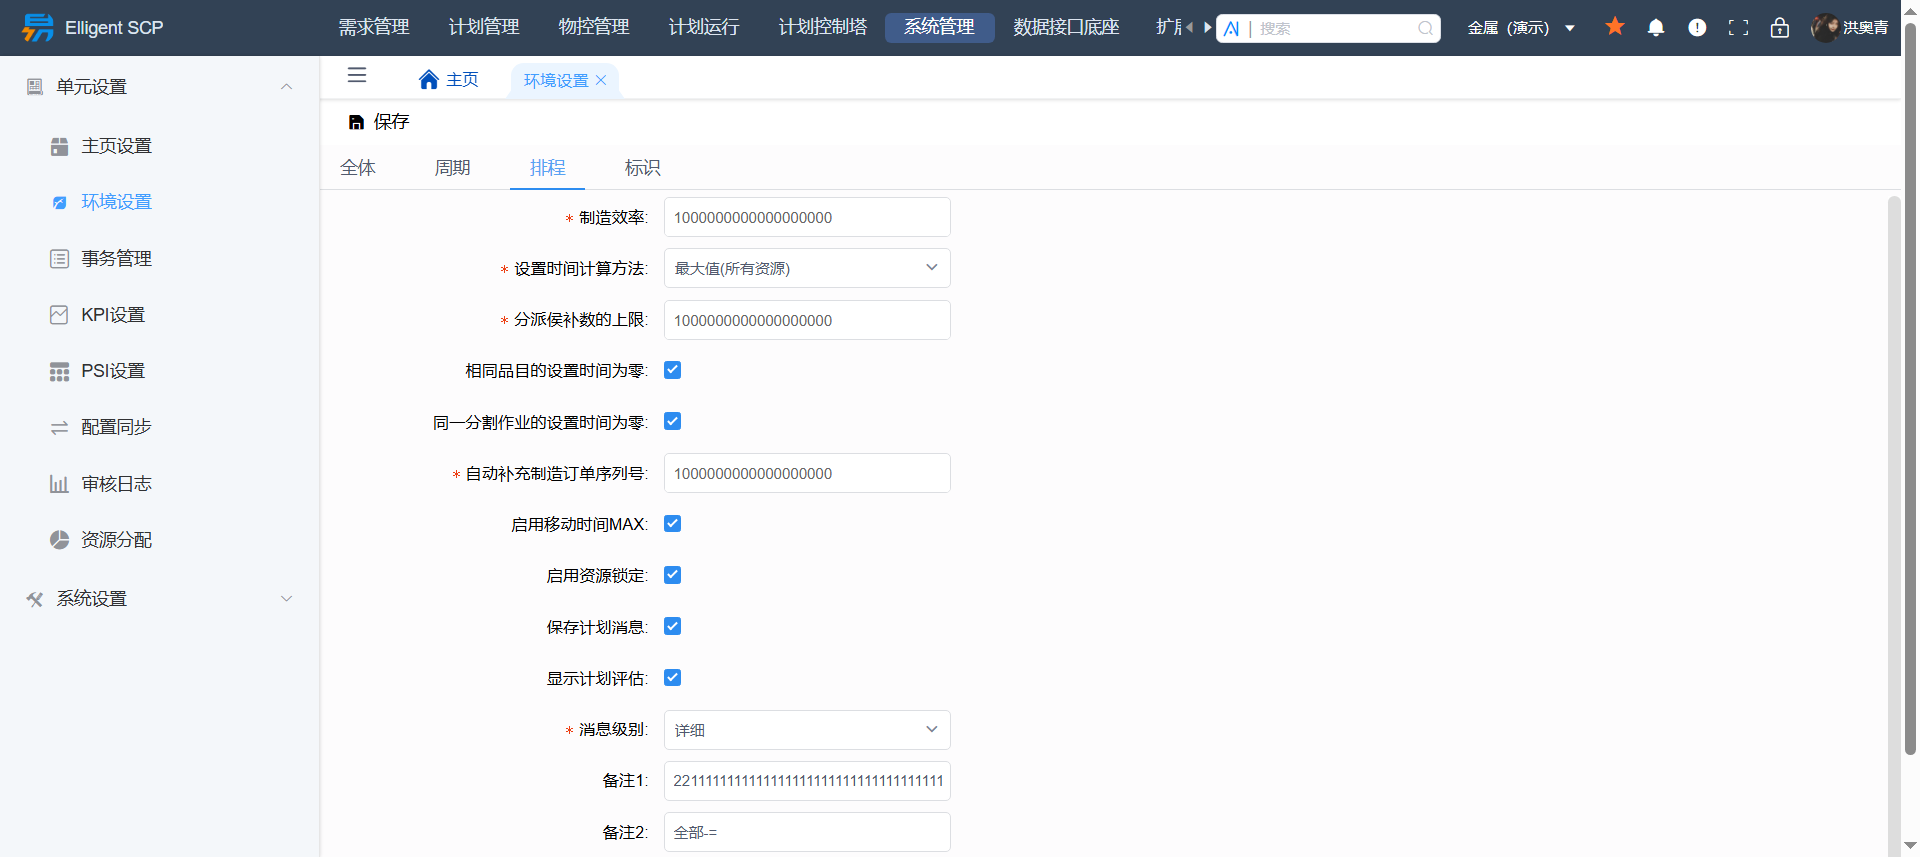 Elligent SCP
需求管理
计划管理
物控管理
计划运行
计划控制塔
系统管理
数据接口底座
AI
搜索
金属 (演示)
洪奥青
单元设置
主页设置
环境设置
事务管理
KPI设置
PSI设置
配置同步
审核日志
资源分配
系统设置
主页
环境设置
保存
全体
周期
排程
标识
* 制造效率:
1000000000000000000
* 设置时间计算方法:
最大值(所有资源)
* 分派侯补数的上限:
1000000000000000000
相同品目的设置时间为零:
同一分割作业的设置时间为零:
* 自动补充制造订单序列号:
1000000000000000000
启用移动时间MAX:
启用资源锁定:
保存计划消息:
显示计划评估:
* 消息级别:
详细
备注1:
备注2:
全部-=